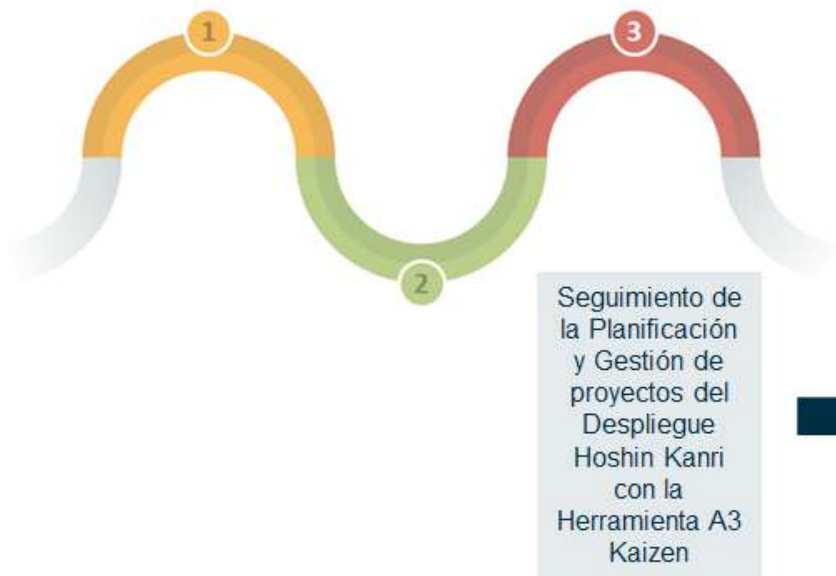 1
3
2
Seguimiento de
la Planificación
y Gestión de
proyectos del
Despliegue
Hoshin Kanri
con la
Herramienta A3
Kaizen